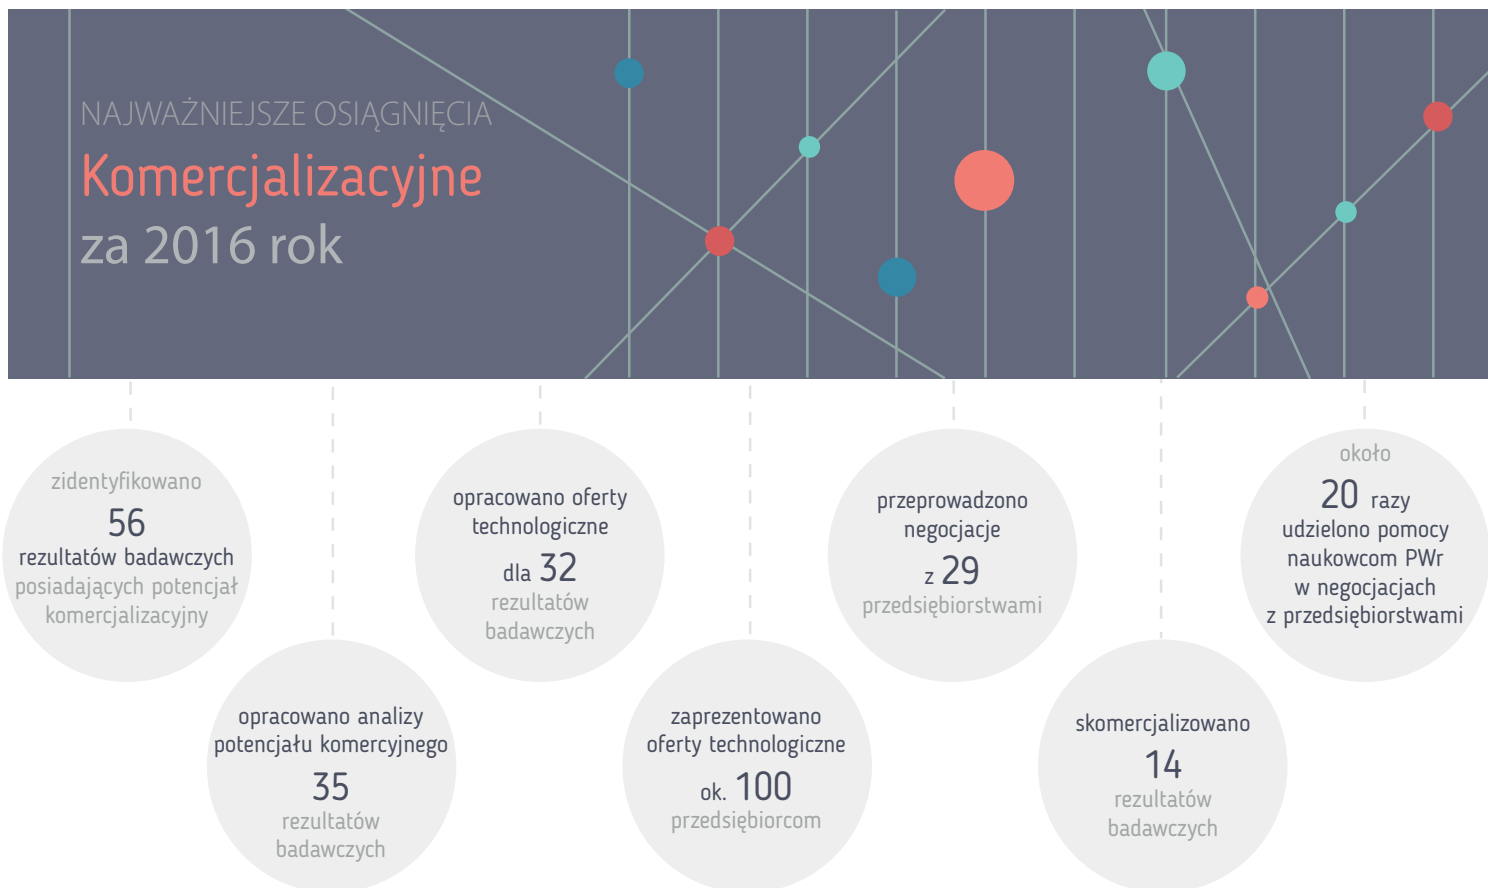 NAJWAŻNIEJSZE OSIĄGNIĘCIA
Komercjalizacyjne
za 2016 rok
zidentyfikowano
56
rezultatów badawczych
posiadających potencjał
komercjalizacyjny
opracowano analizy
potencjału komercyjnego
35
rezultatów
badawczych
opracowano oferty
technologiczne
dla 32
rezultatów
badawczych
zaprezentowano
oferty technologiczne
ok. 100
przedsiębiorcom
przeprowadzono
negocjacje
z 29
przedsiębiorstwami
skomercjalizowano
14
rezultatów
badawczych
około
20 razy
udzielono pomocy
naukowcom PWr
w negocjacjach
z przedsiębiorstwami